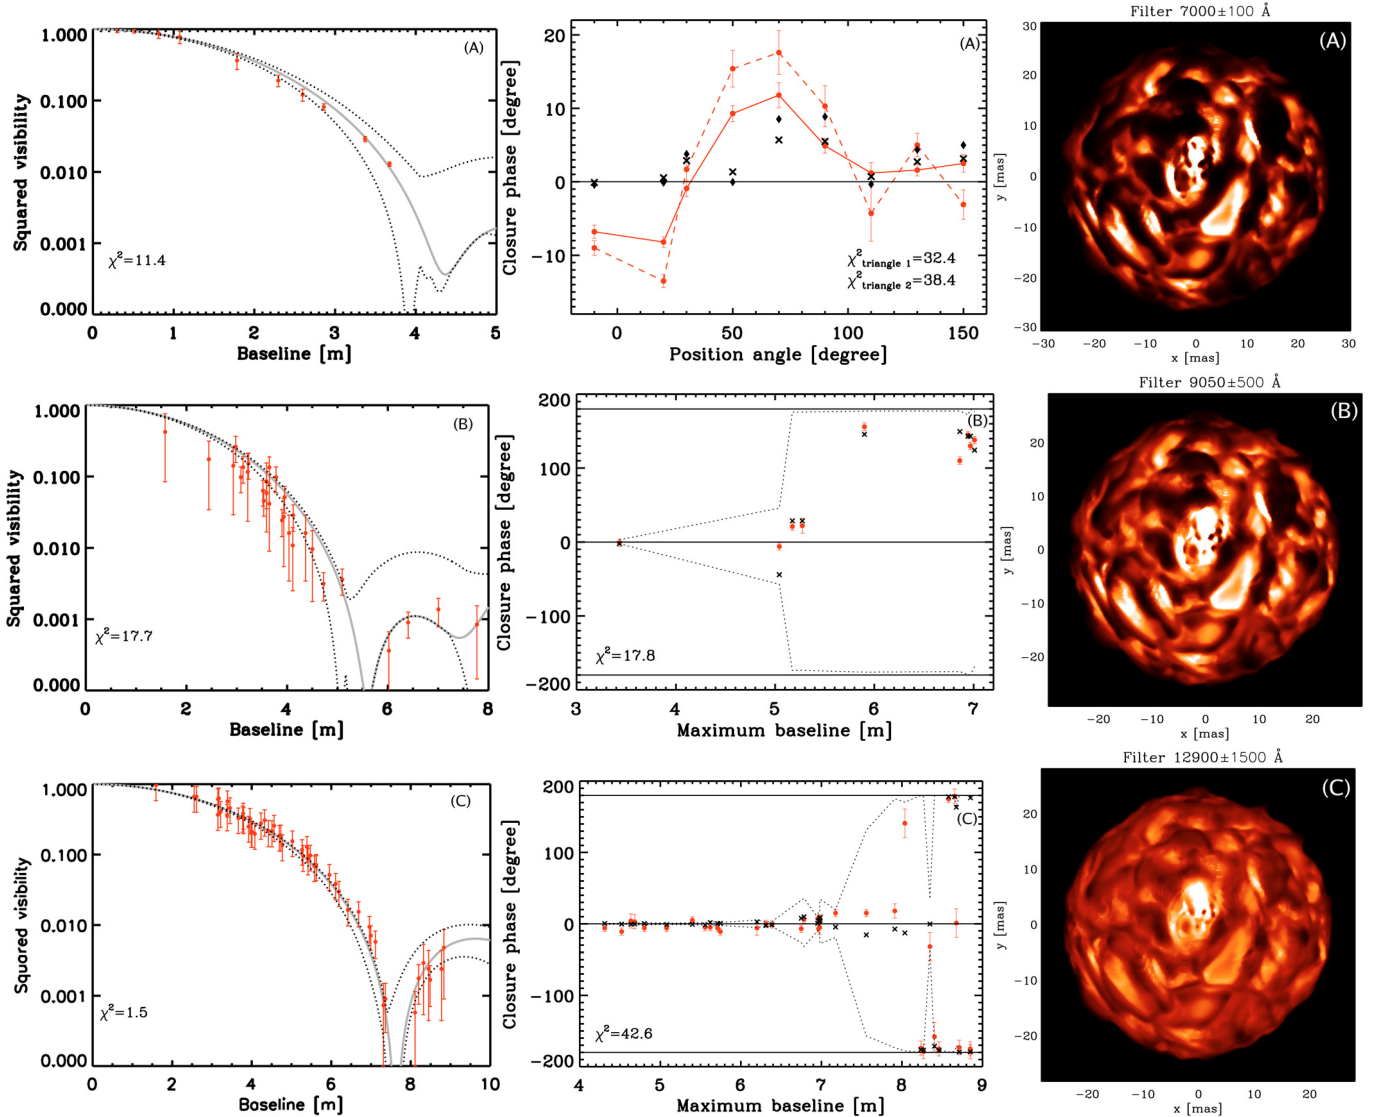 Filter 7000±100 Å
1.000
0.100
0.010
0.001
0.000
Squared visibility
(A)
χ²=11.4
0 1 2 3 4 5
Baseline [m]
20
10
0
-10
Closure phase [degree]
(A)
χ²triangle 1=32.4
χ²triangle 2=38.4
0 50 100 150
Position angle [degree]
(A)
30
20
10
0
-10
-20
-30
y [mas]
-20 -10 0 10 20 30
x [mas]
Filter 9050±500 Å
1.000
0.100
0.010
0.001
0.000
Squared visibility
(B)
χ²=17.7
0 2 4 6 8
Baseline [m]
200
100
0
-100
-200
Closure phase [degree]
(B)
χ²=17.8
3 4 5 6 7
Maximum baseline [m]
(B)
20
10
0
-10
-20
y [mas]
-20 -10 0 10 20
x [mas]
Filter 12900±1500 Å
1.000
0.100
0.010
0.001
0.000
Squared visibility
(C)
χ²=1.5
0 2 4 6 8 10
Baseline [m]
200
100
0
-100
-200
Closure phase [degree]
(C)
χ²=42.6
4 5 6 7 8 9
Maximum baseline [m]
(C)
20
10
0
-10
-20
y [mas]
-20 -10 0 10 20
x [mas]